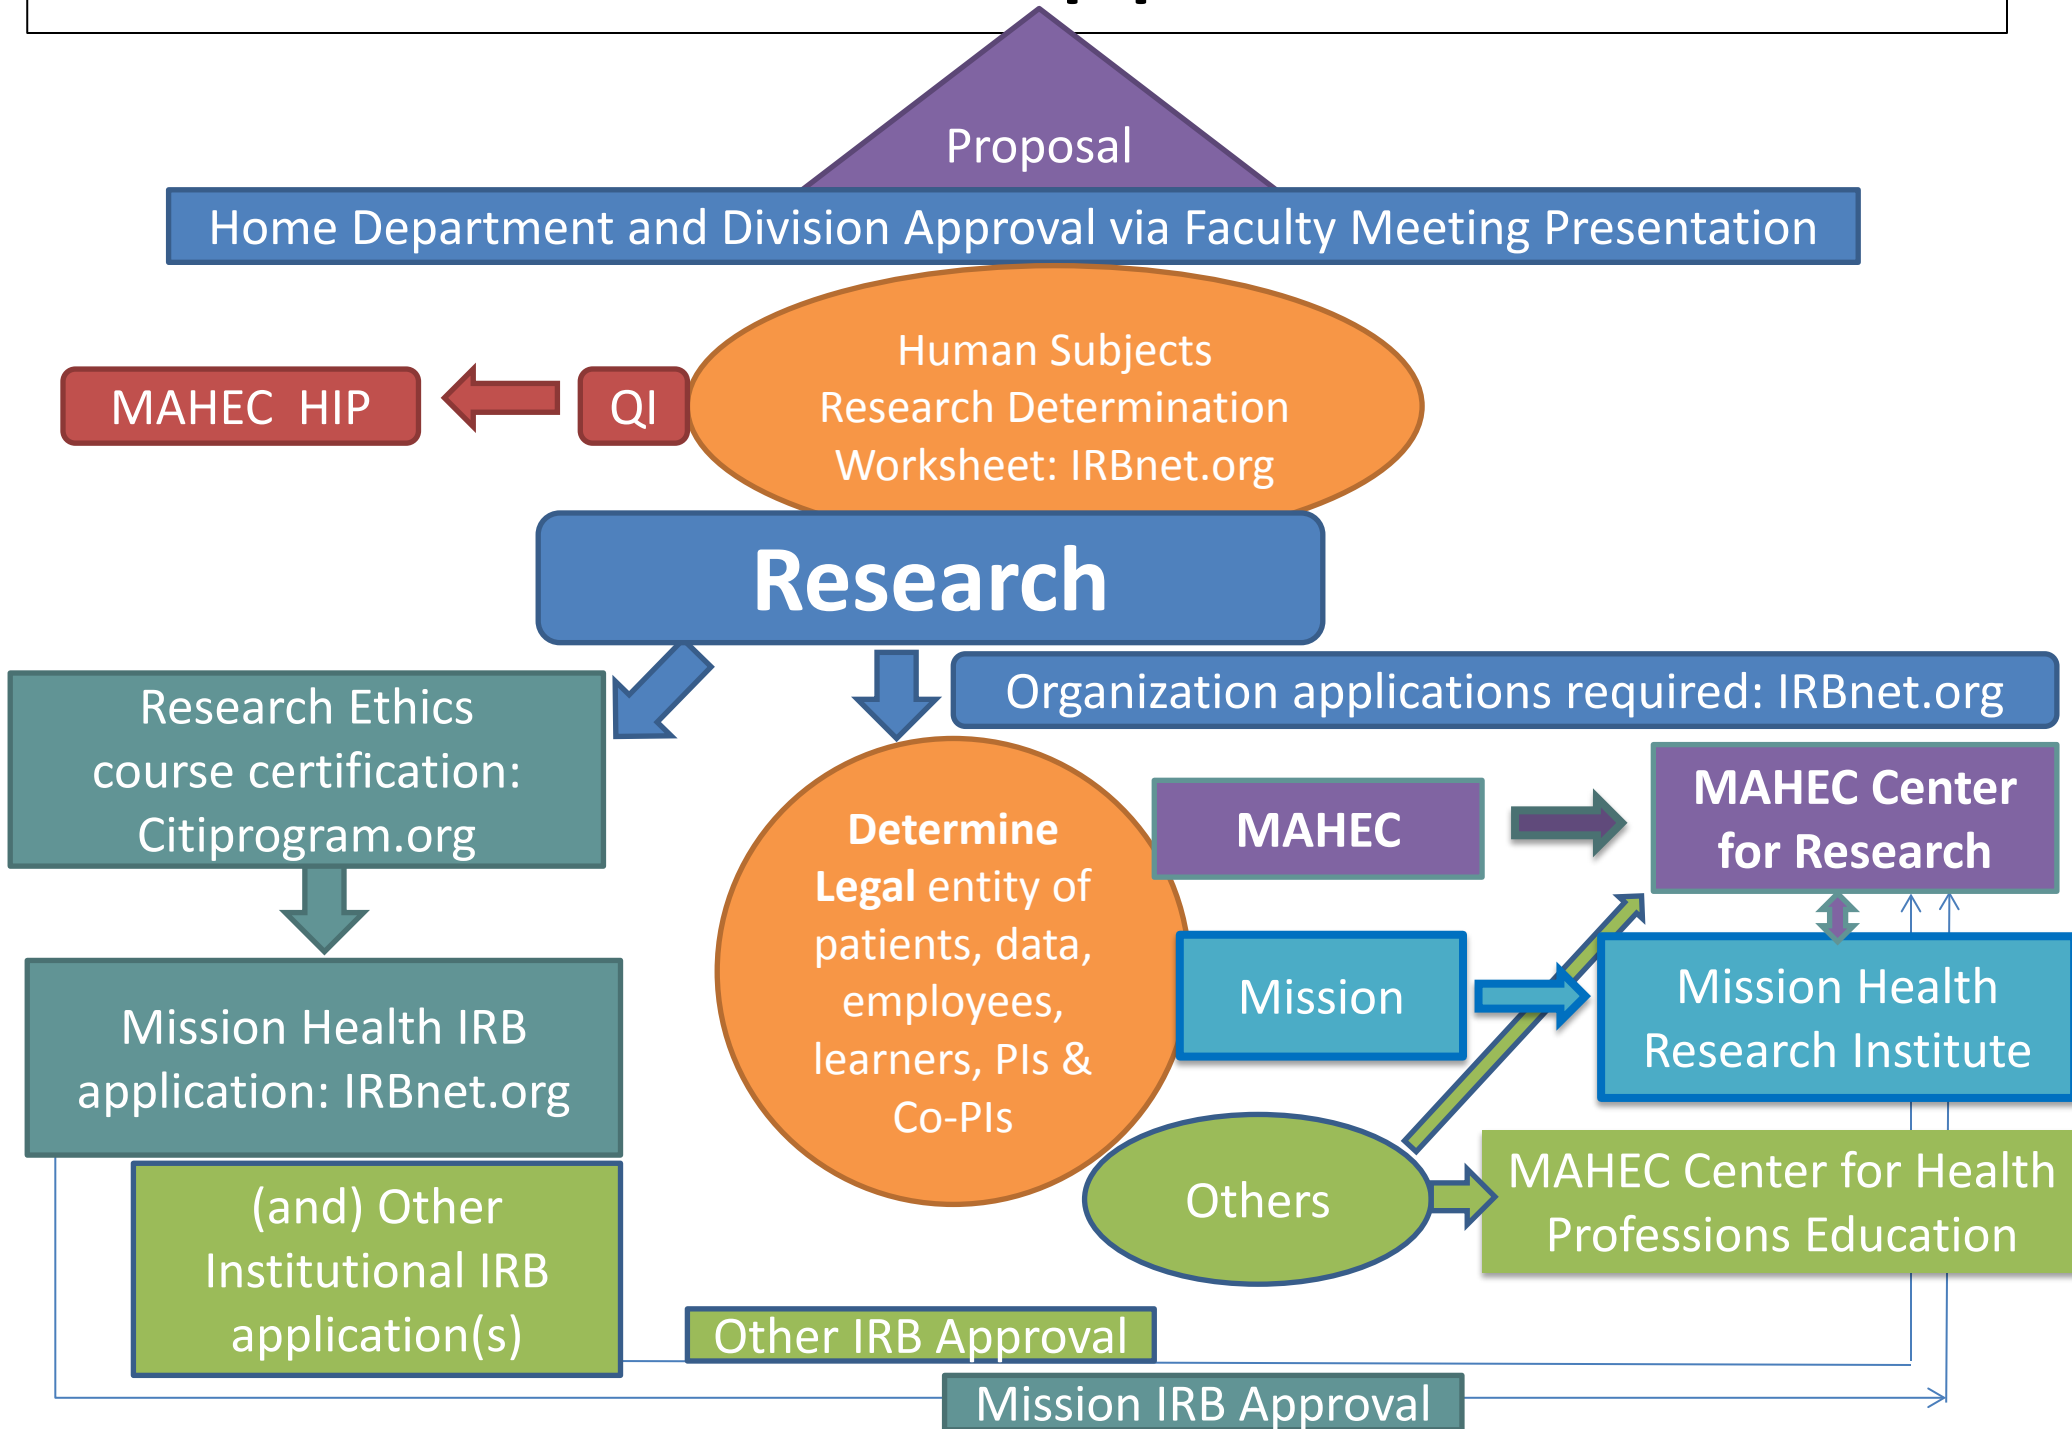 Proposal
Home Department and Division Approval via Faculty Meeting Presentation
Human Subjects
Research Determination
Worksheet: IRBnet.org
QI
MAHEC HIP
Research
Research Ethics
course certification:
Citiprogram.org
Organization applications required: IRBnet.org
Determine
Legal entity of
patients, data,
employees,
learners, PIs &
Co-PIs
MAHEC
MAHEC Center
for Research
Mission
Mission Health
Research Institute
Mission Health IRB
application: IRBnet.org
Others
MAHEC Center for Health
Professions Education
(and) Other
Institutional IRB
application(s)
Other IRB Approval
Mission IRB Approval